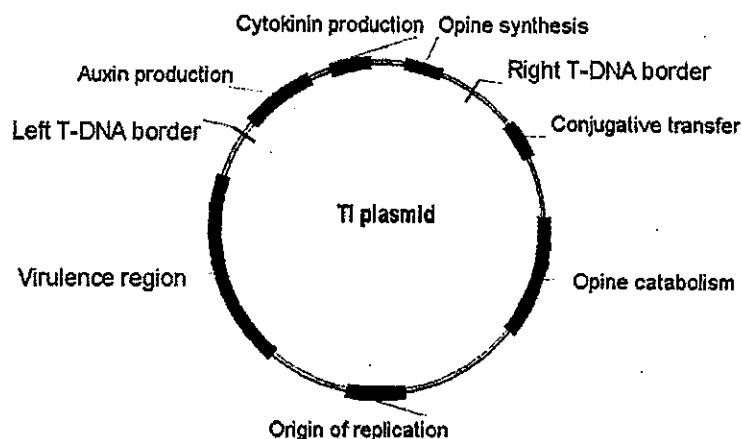 Cytokinin production
Opine synthesis
Auxin production
Right T-DNA border
Left T-DNA border
Conjugative transfer
TI plasmid
Virulence region
Opine catabolism
Origin of replication